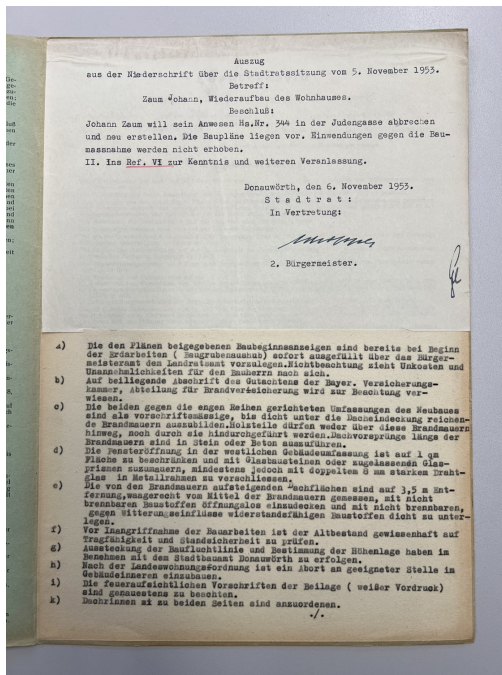 Auszug
aus der Niederschrift über die Stadtratssitzung vom 5. November 1953.
Betreff:
Zaum Johann, Wiederaufbau des Wohnhauses.
Beschluß:
Johann Zaum will sein Anwesen Hs.Nr. 344 in der Judengasse abbrechen
und neu erstellen. Die Baupläne liegen vor. Einwendungen gegen die Bau-
massnahme werden nicht erhoben.
II. Ins Ref. VI zur Kenntnis und weiteren Veranlassung.
Donauwörth, den 6. November 1953.
Stadtrat:
In Vertretung:
2. Bürgermeister.
a) Die den Plänen beigegebenen Baubeginnsanzeigen sind bereits bei Beginn
der Erdarbeiten ( Baugrubenaushub) sofort ausgefüllt über das Bürger-
meisteramt dem Landratsamt vorzulegen.Nichtbeachtung zieht Unkosten und
Unannehmlichkeiten für den Bauherrn nach sich.
b) Auf beiliegende Abschrift des Gutachtens der Bayer. Versicherungs-
kammer, Abteilung für Brandversicherung wird zur Beachtung ver-
wiesen.
c) Die beiden gegen die engen Reihen gerichteten Umfassungen des Neubaues
sind als vorschriftsmässige, bis dicht unter die Dacheindeckung reichen-
de Brandmauern auszubilden.Holzteile dürfen weder über diese Brandmauern
hinweg, noch durch sie hindurchgeführt werden.Dachvorsprünge längs der
Brandmauern sind in Stein oder Beton auszuführen.
d) Die Fensteröffnung in der westlichen Gebäudeumfassung ist auf 1 qm
Fläche zu beschränken und mit Glasbausteinen oder zugelassenen Glas-
prismen zuzumauern, mindestens jedoch mit doppeltem 8 mm starken Draht-
glas in Metallrahmen zu verschliessen.
e) Die von den Brandmauern aufsteigenden Dachflächen sind auf 3,5 m Ent-
fernung,waagerecht vom Mittel der Brandmauern gemessen, mit nicht
brennbaren Baustoffen öffnungslos einzudecken und mit nicht brennbaren,
gegen Witterungseinflüsse widerstandsfähigen Baustoffen dicht zu unter-
legen.
f) Vor Inangriffnahme der Bauarbeiten ist der Altbestand gewissenhaft auf
Tragfähigkeit und Standsicherheit zu prüfen.
g) Aussteckung der Baufluchtlinie und Bestimmung der Höhenlage haben im
Benehmen mit dem Stadtbauamt Donauwörth zu erfolgen.
h) Nach der Landeswohnungsordnung ist ein Abort an geeigneter Stelle im
Gebäudeinneren einzubauen.
i) Die feueraufsichtlichen Vorschriften der Beilage ( weißer Vordruck)
sind genauestens zu beachten.
k) Dachrinnen zu beiden Seiten sind anzuordnen.
./.